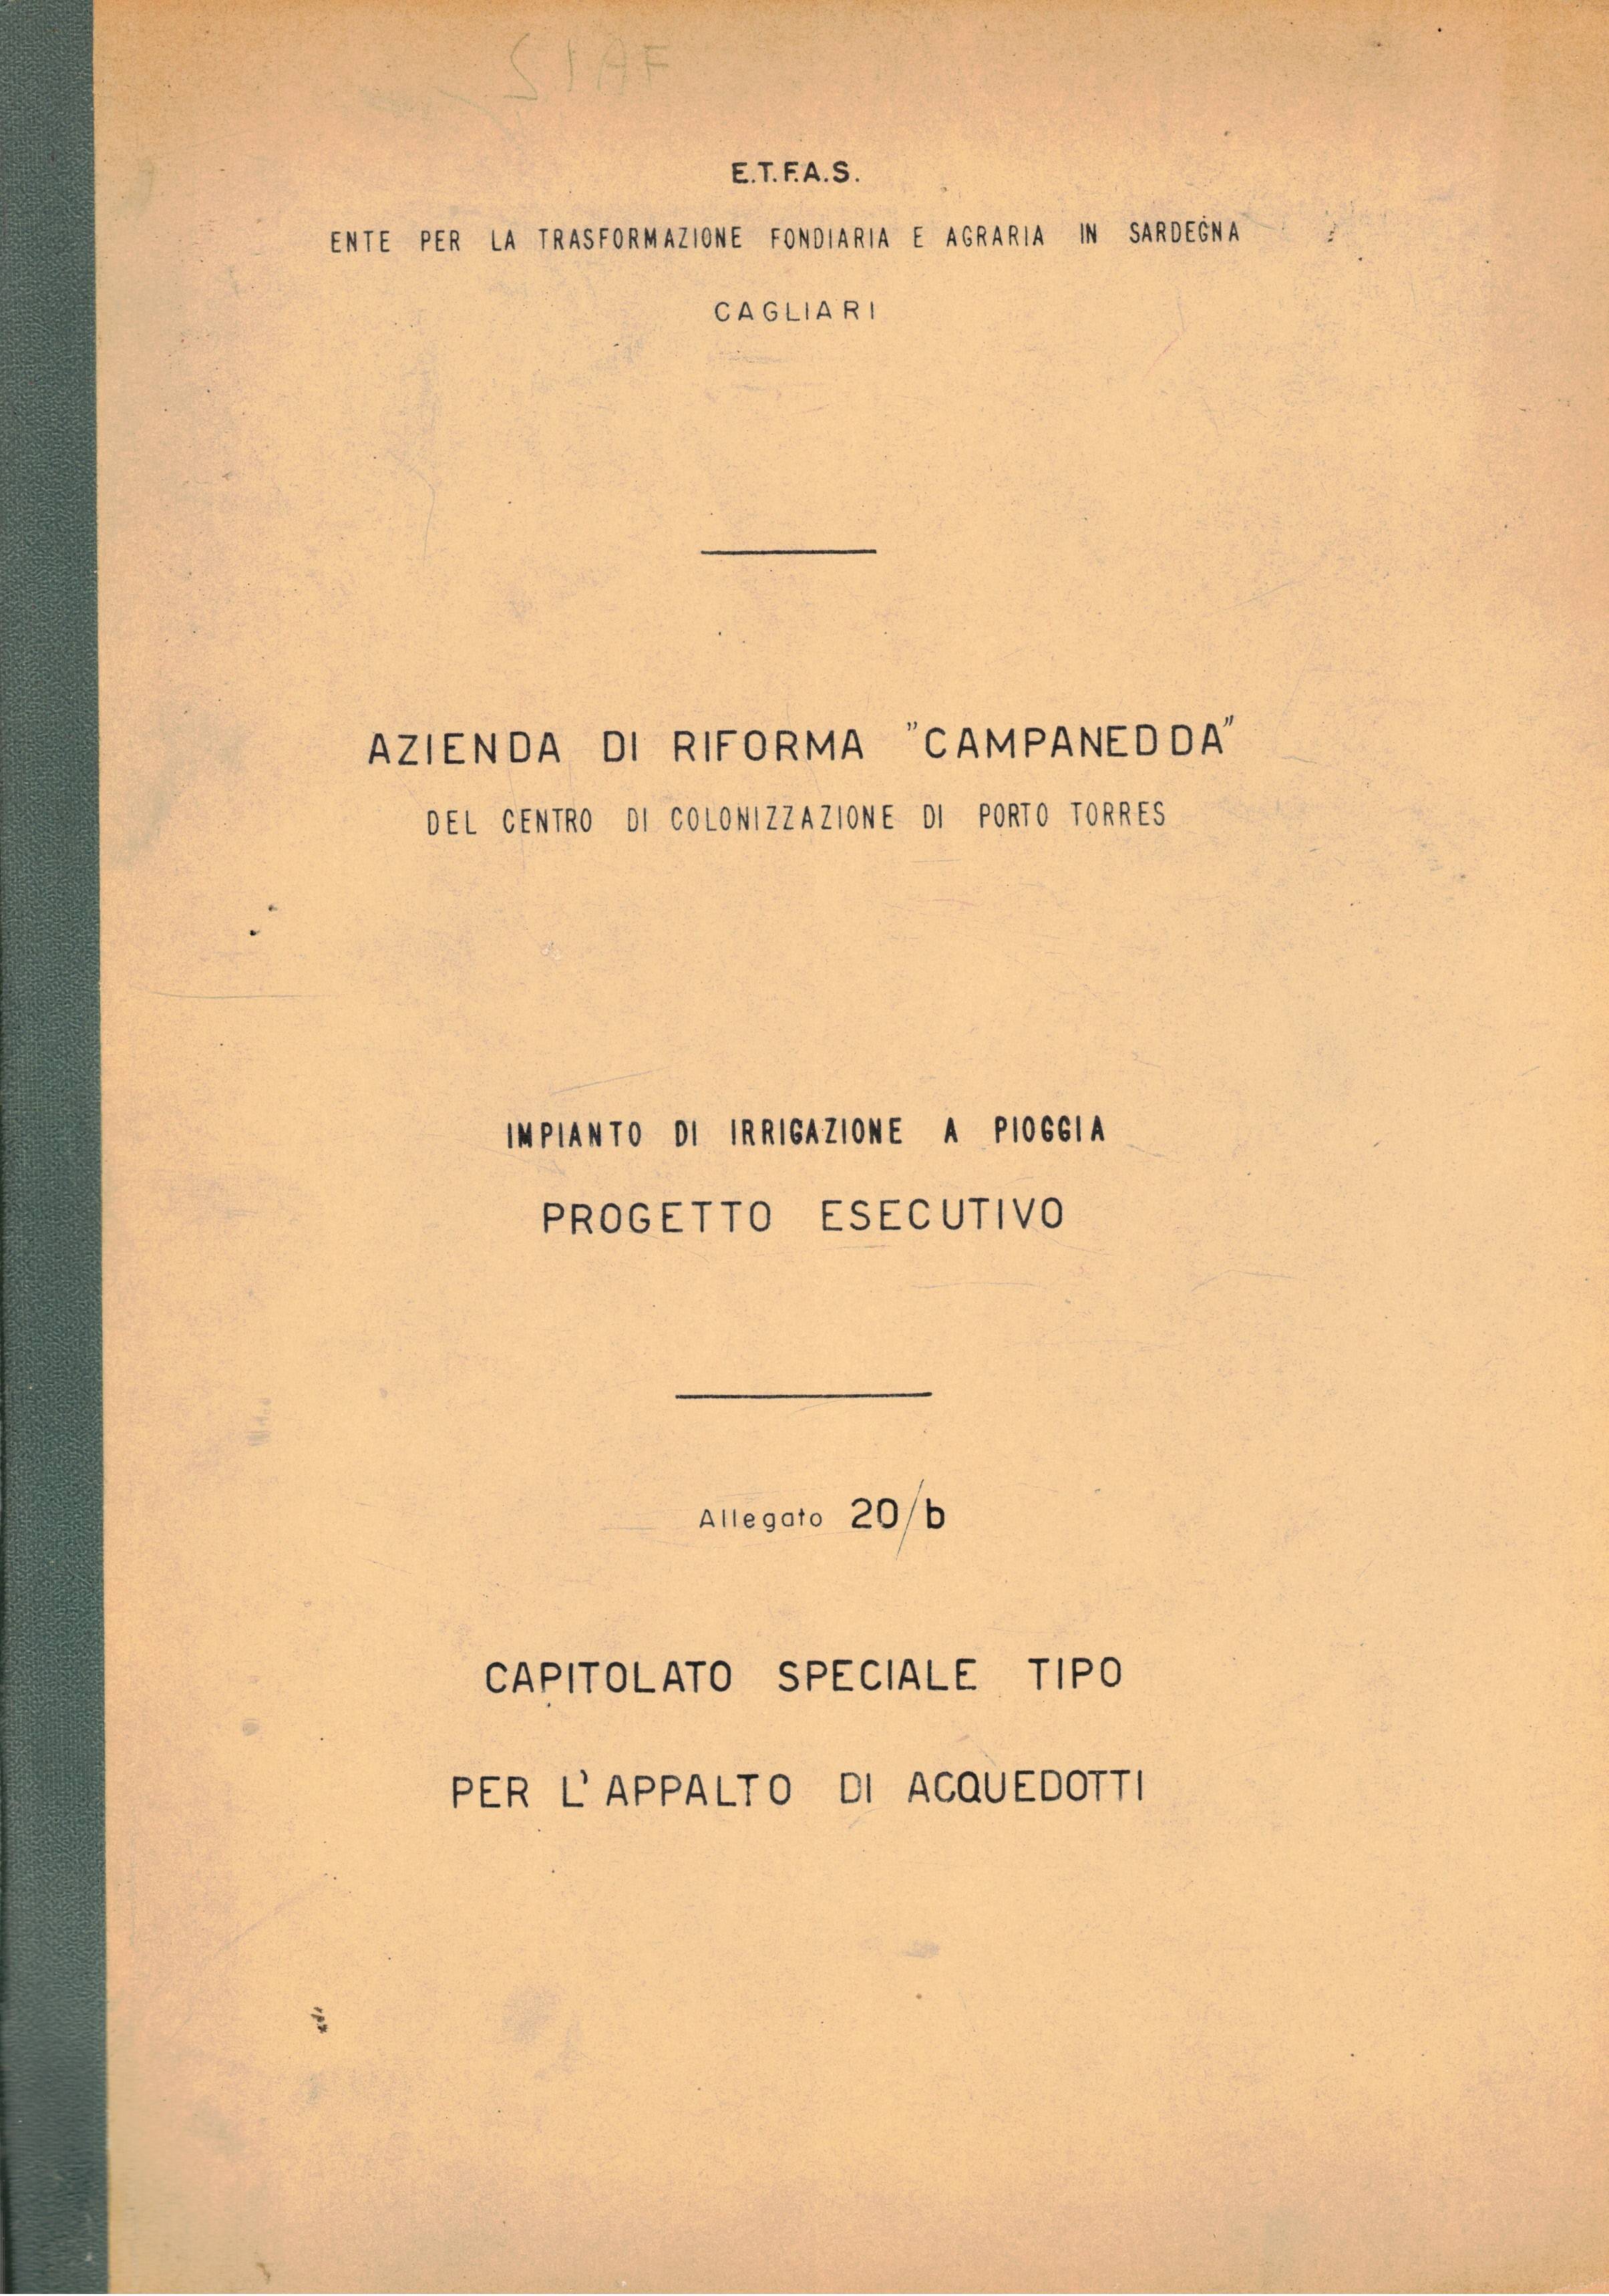 E.T.F.A.S.
ENTE PER LA TRASFORMAZIONE FONDIARIA E AGRARIA IN SARDEGNA
CAGLIARI
AZIENDA DI RIFORMA "CAMPANEDDA"
DEL CENTRO DI COLONIZZAZIONE DI PORTO TORRES
IMPIANTO DI IRRIGAZIONE A PIOGGIA
PROGETTO ESECUTIVO
Allegato 20/b
CAPITOLATO SPECIALE TIPO
PER L'APPALTO DI ACQUEDOTTI